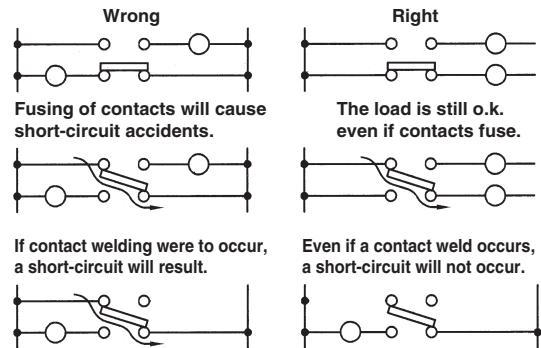 Wrong
Right
Fusing of contacts will cause
short-circuit accidents.
The load is still o.k.
even if contacts fuse.
If contact welding were to occur,
a short-circuit will result.
Even if a contact weld occurs,
a short-circuit will not occur.